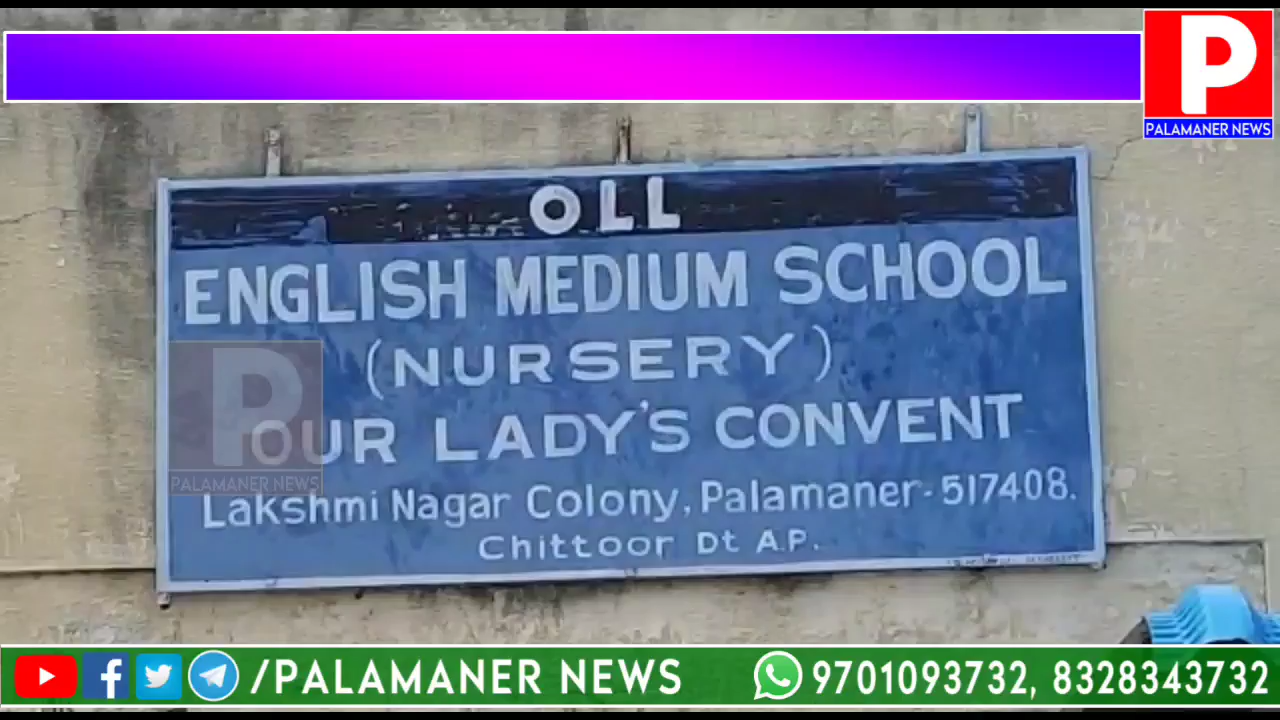 P
PALAMANER NEWS
OLL
ENGLISH MEDIUM SCHOOL
(NURSERY)
OUR LADY'S CONVENT
Lakshmi Nagar Colony, Palamaner-517408.
Chittoor Dt A.P.
P
PALAMANER NEWS
/PALAMANER NEWS 9701093732, 8328343732